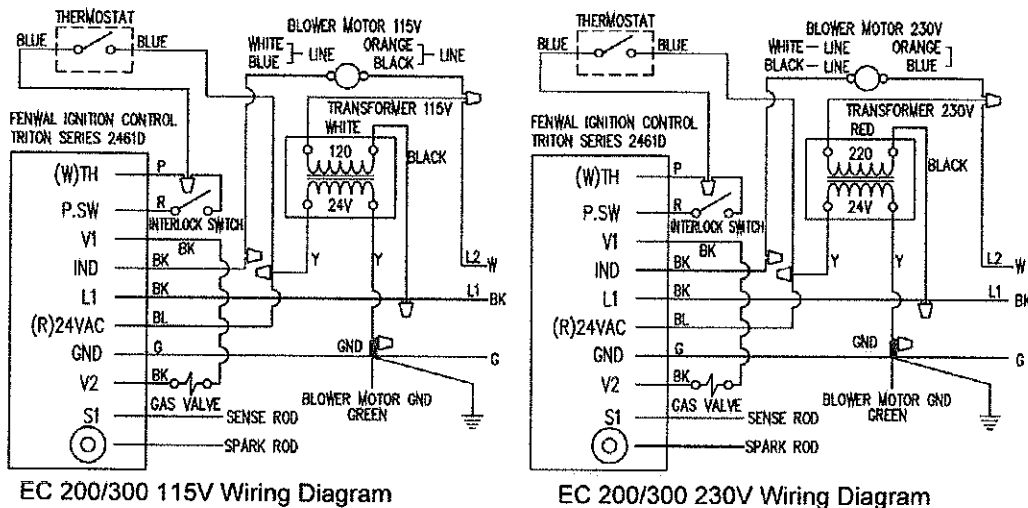 THERMOSTAT
BLUE
BLUE
BLOWER MOTOR 115V
WHITE
BLUE
LINE
ORANGE
BLACK
LINE
TRANSFORMER 115V
FENWAL IGNITION CONTROL
TRITON SERIES 2461D
WHITE
120
24V
BLACK
(W)TH
P
P.SW
R
INTERLOCK SWITCH
V1
BK
IND
BK
Y
Y
L2
W
L1
BK
L1
BK
(R)24VAC
BL
GND
G
GND
G
V2
BK
GAS VALVE
BLOWER MOTOR GND
GREEN
S1
SENSE ROD
SPARK ROD
EC 200/300 115V Wiring Diagram
THERMOSTAT
BLUE
BLUE
BLOWER MOTOR 230V
WHITE
LINE
BLACK
LINE
ORANGE
BLUE
TRANSFORMER 230V
FENWAL IGNITION CONTROL
TRITON SERIES 2461D
RED
220
24V
BLACK
(W)TH
P
P.SW
R
INTERLOCK SWITCH
V1
BK
IND
BK
Y
Y
L2
W
L1
BK
L1
BK
(R)24VAC
BL
GND
G
GND
G
V2
BK
GAS VALVE
BLOWER MOTOR GND
GREEN
S1
SENSE ROD
SPARK ROD
EC 200/300 230V Wiring Diagram